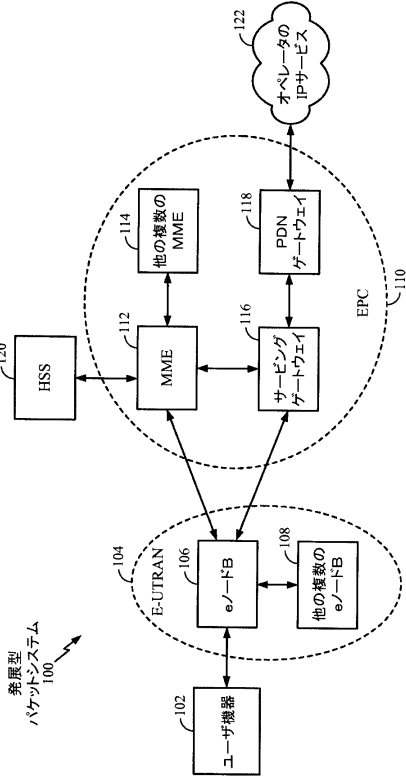 発展型
パケットシステム
100
102
ユーザ機器
104
E-UTRAN
106
eノードB
108
他の複数の
eノードB
HSS
112
MME
114
他の複数の
MME
116
サービング
ゲートウェイ
118
PDN
ゲートウェイ
EPC
110
122
オペレータの
IPサービス